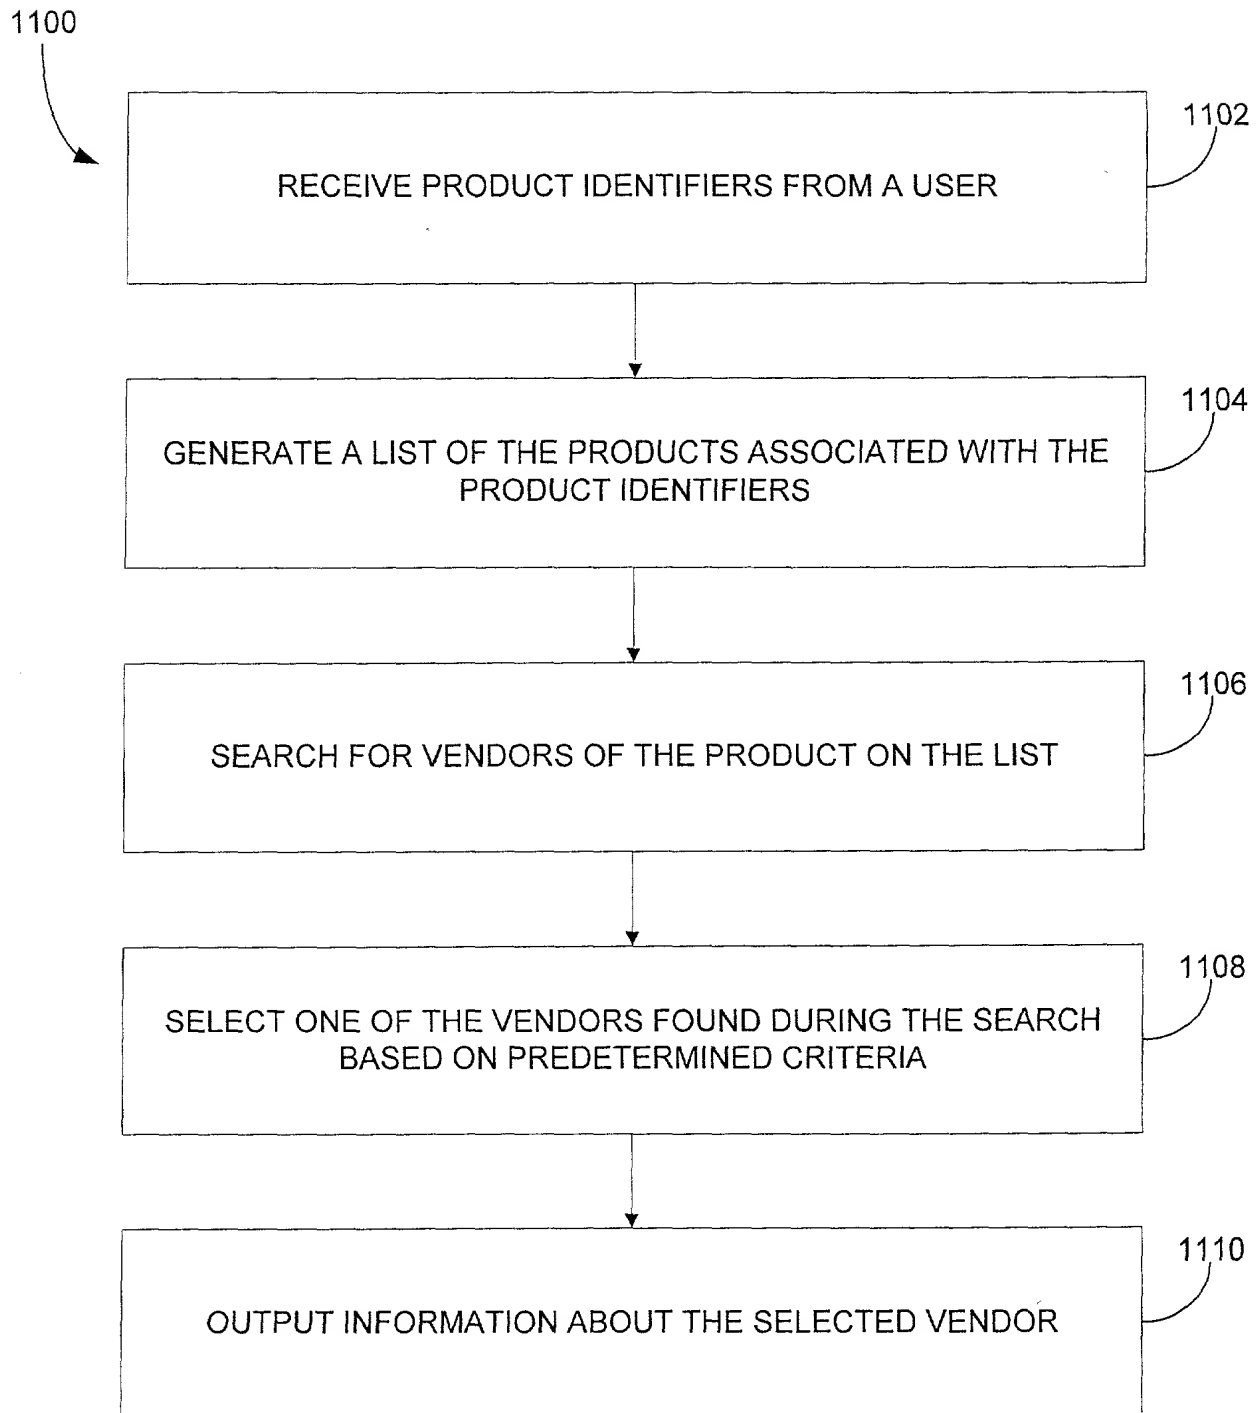 1100
1102
RECEIVE PRODUCT IDENTIFIERS FROM A USER
1104
GENERATE A LIST OF THE PRODUCTS ASSOCIATED WITH THE
PRODUCT IDENTIFIERS
1106
SEARCH FOR VENDORS OF THE PRODUCT ON THE LIST
1108
SELECT ONE OF THE VENDORS FOUND DURING THE SEARCH
BASED ON PREDETERMINED CRITERIA
1110
OUTPUT INFORMATION ABOUT THE SELECTED VENDOR